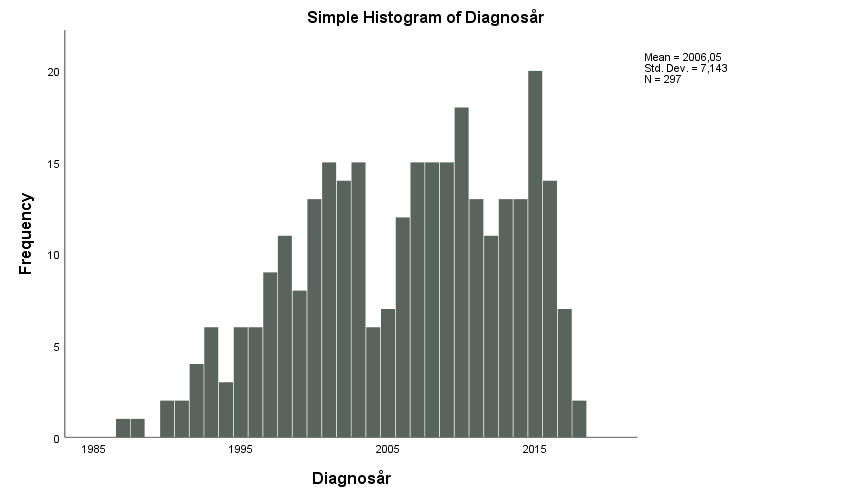 Simple Histogram of Diagnosår
Mean = 2006,05
Std. Dev. = 7,143
N = 297
20
15
10
5
0
Frequency
1985
1995
2005
2015
Diagnosår